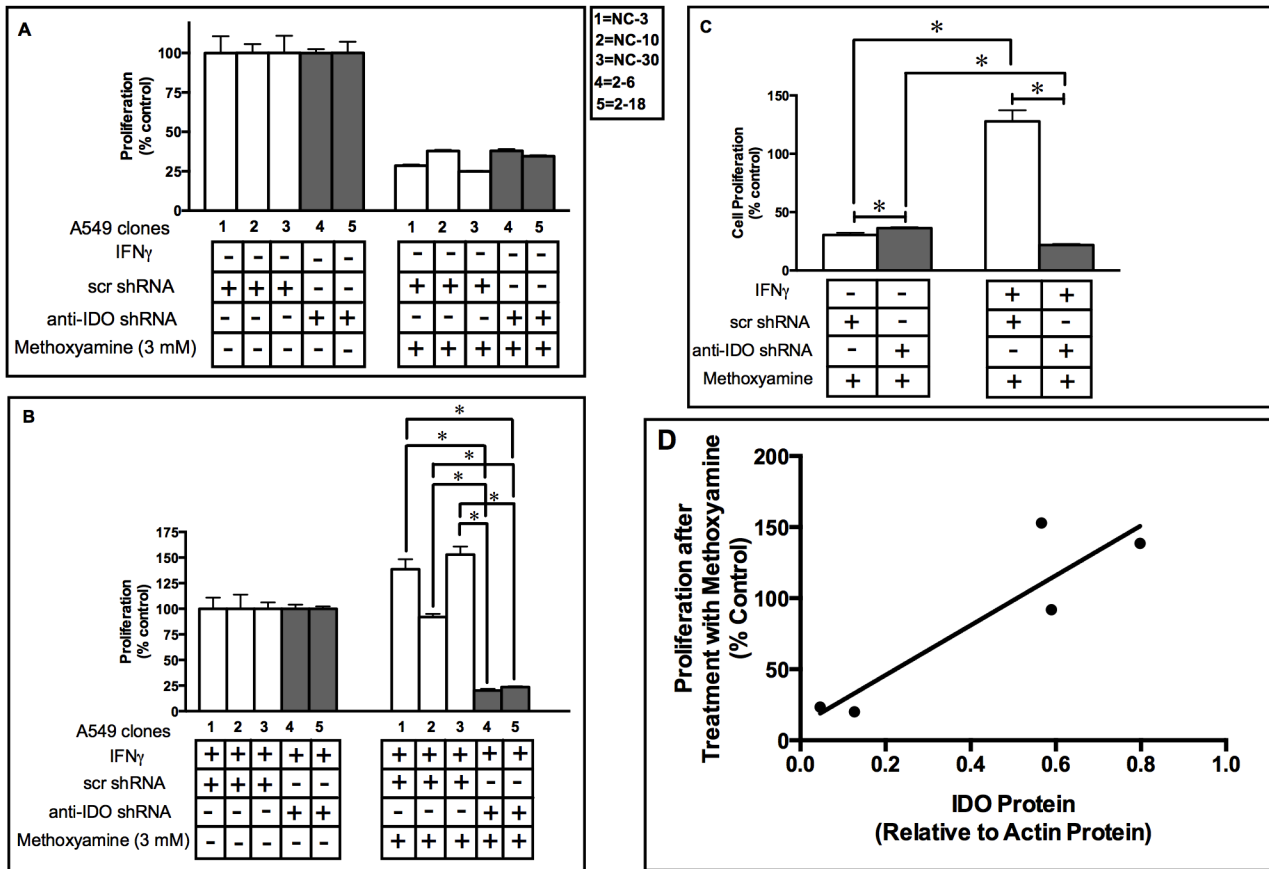 A
Proliferation
(% control)
100
75
50
25
0
A549 clones 1 2 3 4 5 1 2 3 4 5
IFNγ - - - - - - - - - -
scr shRNA + + + - - + + + - -
anti-IDO shRNA - - - + + - - - + +
Methoxyamine (3 mM) - - - - - + + + + +
1=NC-3
2=NC-10
3=NC-30
4=2-6
5=2-18
B
Proliferation
(% control)
175
150
125
100
75
50
25
0
* * * * * *
A549 clones 1 2 3 4 5 1 2 3 4 5
IFNγ + + + + + + + + + +
scr shRNA + + + - - + + + - -
anti-IDO shRNA - - - + + - - - + +
Methoxyamine (3 mM) - - - - - + + + + +
C
Cell Proliferation
(% control)
150
100
50
0
* * * *
IFNγ - - + +
scr shRNA + - + -
anti-IDO shRNA - + - +
Methoxyamine + + + +
D
Proliferation after
Treatment with Methoxyamine
(% Control)
200
150
100
50
0
0.0 0.2 0.4 0.6 0.8 1.0
IDO Protein
(Relative to Actin Protein)